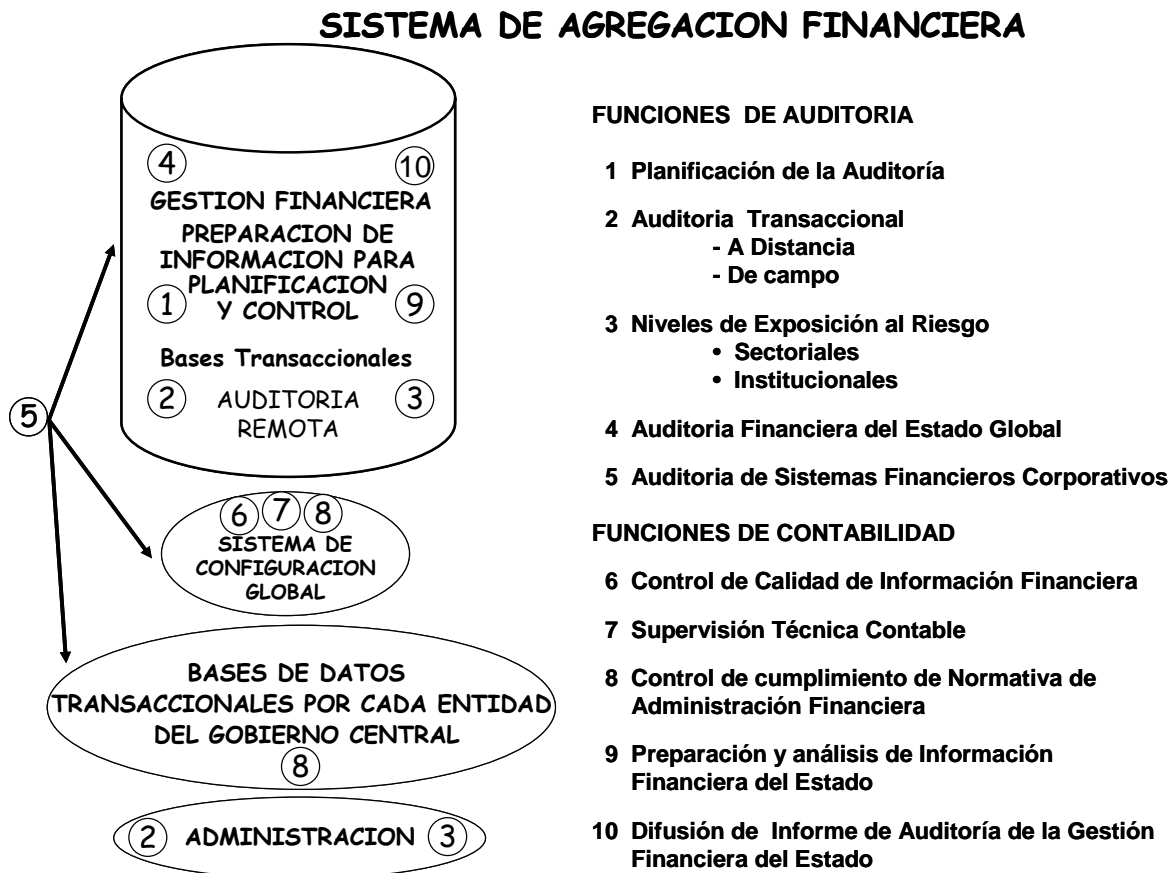 SISTEMA DE AGREGACION FINANCIERA
4 10
GESTION FINANCIERA
PREPARACION DE
INFORMACION PARA
PLANIFICACION
1 Y CONTROL 9
Bases Transaccionales
2 AUDITORIA 3
REMOTA
5
6 7 8
SISTEMA DE
CONFIGURACION
GLOBAL
BASES DE DATOS
TRANSACCIONALES POR CADA ENTIDAD
DEL GOBIERNO CENTRAL
8
2 ADMINISTRACION 3
FUNCIONES DE AUDITORIA
1 Planificación de la Auditoría
2 Auditoria Transaccional
- A Distancia
- De campo
3 Niveles de Exposición al Riesgo
• Sectoriales
• Institucionales
4 Auditoria Financiera del Estado Global
5 Auditoria de Sistemas Financieros Corporativos
FUNCIONES DE CONTABILIDAD
6 Control de Calidad de Información Financiera
7 Supervisión Técnica Contable
8 Control de cumplimiento de Normativa de
Administración Financiera
9 Preparación y análisis de Información
Financiera del Estado
10 Difusión de Informe de Auditoría de la Gestión
Financiera del Estado